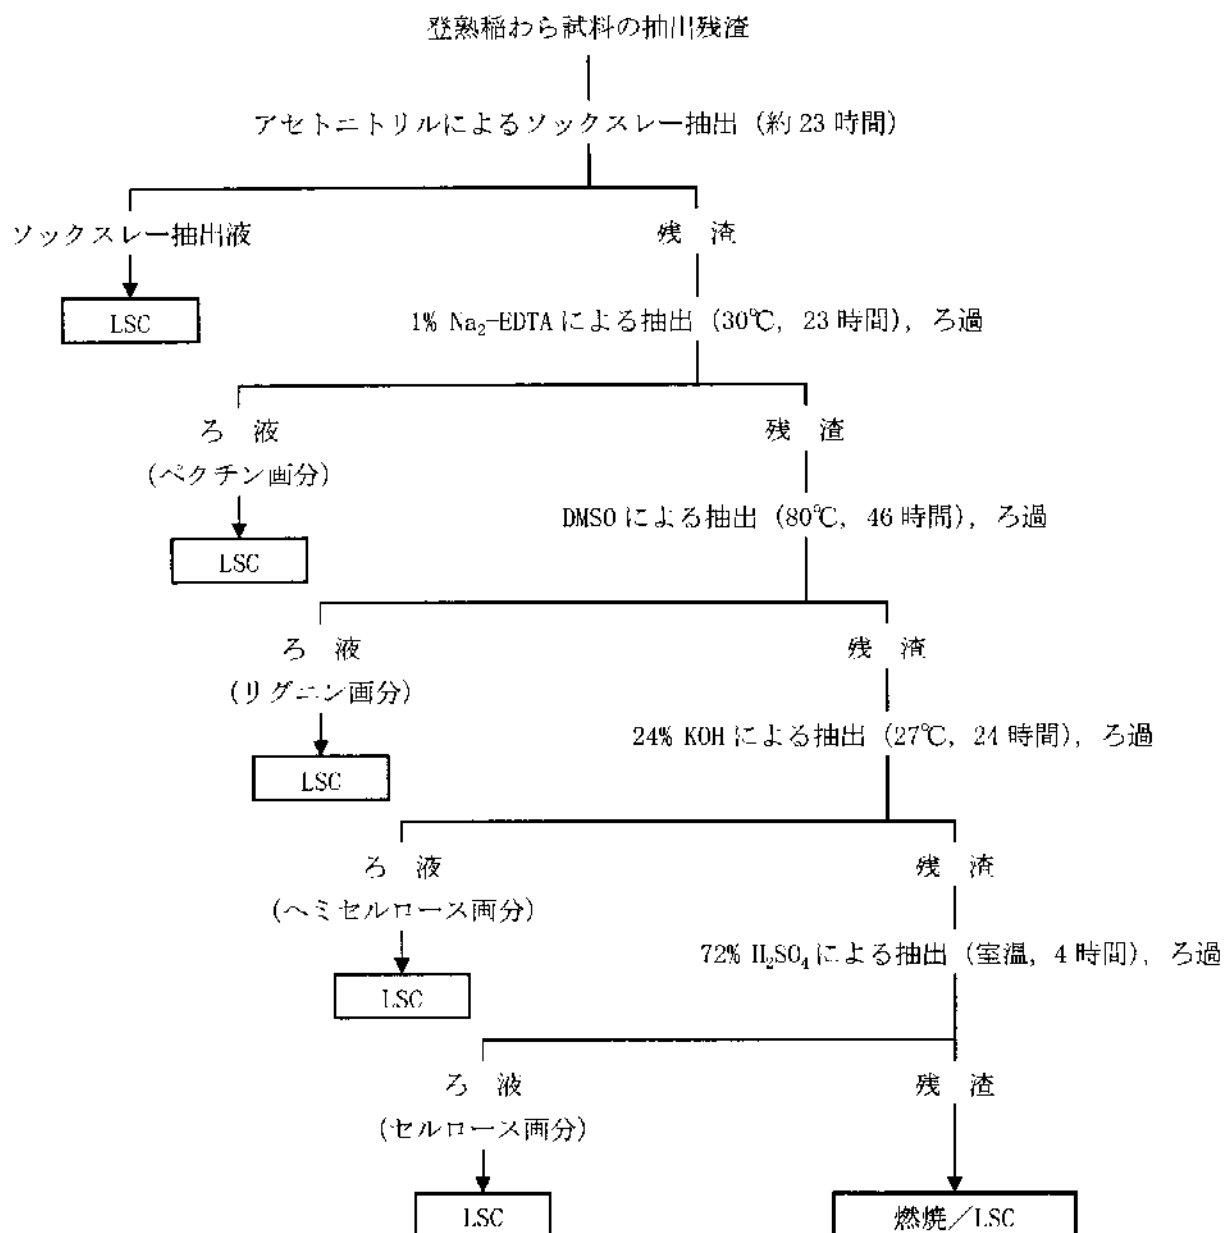 登熟稲わら試料の抽出残渣
アセトニトリルによるソックスレー抽出（約23時間）
ソックスレー抽出液
残　渣
LSC
1% Na₂-EDTAによる抽出（30℃, 23時間），ろ過
ろ　液
残　渣
(ペクチン画分)
DMSOによる抽出（80℃, 46時間），ろ過
LSC
ろ　液
残　渣
(リグニン画分)
24% KOHによる抽出（27℃, 24時間），ろ過
LSC
ろ　液
残　渣
(ヘミセルロース画分)
72% H₂SO₄による抽出（室温, 4時間），ろ過
LSC
ろ　液
残　渣
(セルロース画分)
LSC
燃焼／LSC